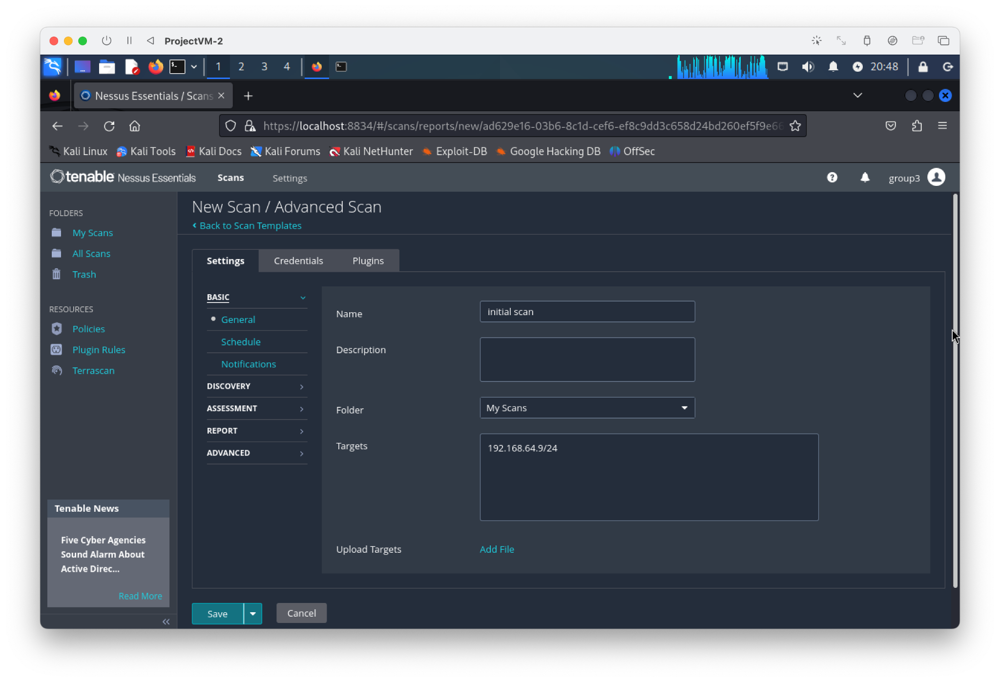 ProjectVM-2
1 2 3 4
20:48
Nessus Essentials / Scans
https://localhost:8834/#/scans/reports/new/ad629e16-03b6-8c1d-cef6-ef8c9dd3c658d24bd260ef5f9e66
Kali Linux Kali Tools Kali Docs Kali Forums Kali NetHunter Exploit-DB Google Hacking DB OffSec
tenable Nessus Essentials Scans Settings group3
FOLDERS
My Scans
All Scans
Trash
RESOURCES
Policies
Plugin Rules
Terrascan
Tenable News
Five Cyber Agencies
Sound Alarm About
Active Direc...
Read More
New Scan / Advanced Scan
Back to Scan Templates
Settings Credentials Plugins
BASIC
General
Schedule
Notifications
DISCOVERY
ASSESSMENT
REPORT
ADVANCED
Name initial scan
Description
Folder My Scans
Targets 192.168.64.9/24
Upload Targets Add File
Save Cancel